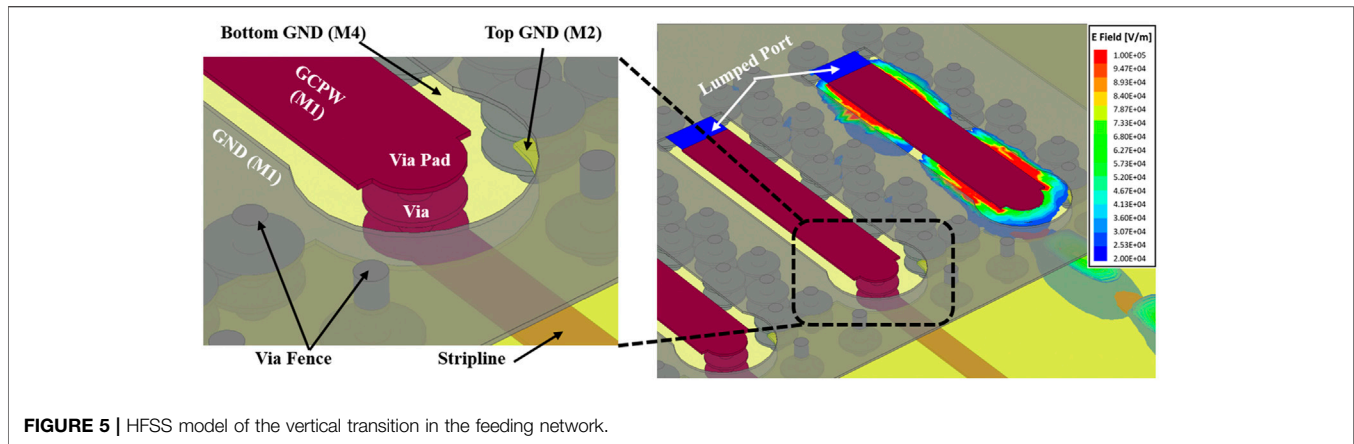 Bottom GND (M4)
Top GND (M2)
GCPW
(M1)
GND (M1)
Via Pad
Via
Via Fence
Stripline
Lumped Port
E Field [V/m]
1.00E+05
9.47E+04
8.93E+04
8.40E+04
7.87E+04
7.33E+04
6.80E+04
6.27E+04
5.73E+04
5.20E+04
4.67E+04
4.13E+04
3.60E+04
3.07E+04
2.53E+04
2.00E+04
FIGURE 5 | HFSS model of the vertical transition in the feeding network.